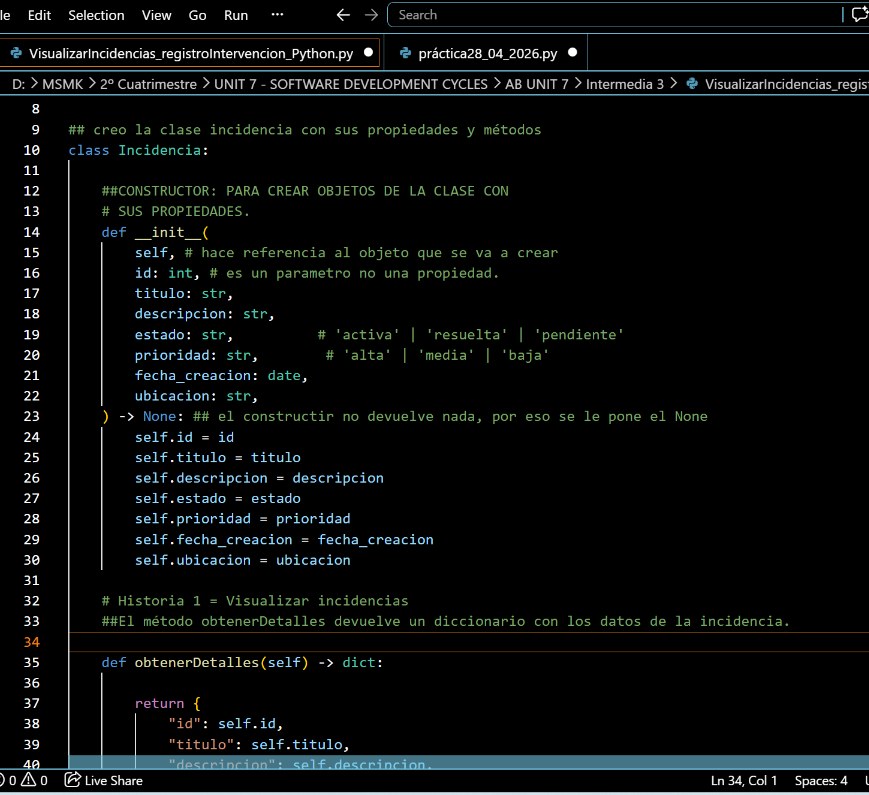 le Edit Selection View Go Run ··· ← → Search
VisualizarIncidencias_registroIntervencion_Python.py ● práctica28_04_2026.py ●
D: > MSMK > 2º Cuatrimestre > UNIT 7 - SOFTWARE DEVELOPMENT CYCLES > AB UNIT 7 > Intermedia 3 > VisualizarIncidencias_regis
8
9 ## creo la clase incidencia con sus propiedades y métodos
10 class Incidencia:
11
12 ##CONSTRUCTOR: PARA CREAR OBJETOS DE LA CLASE CON
13 # SUS PROPIEDADES.
14 def __init__(
15 self, # hace referencia al objeto que se va a crear
16 id: int, # es un parametro no una propiedad.
17 titulo: str,
18 descripcion: str,
19 estado: str, # 'activa' | 'resuelta' | 'pendiente'
20 prioridad: str, # 'alta' | 'media' | 'baja'
21 fecha_creacion: date,
22 ubicacion: str,
23 ) -> None: ## el constructir no devuelve nada, por eso se le pone el None
24 self.id = id
25 self.titulo = titulo
26 self.descripcion = descripcion
27 self.estado = estado
28 self.prioridad = prioridad
29 self.fecha_creacion = fecha_creacion
30 self.ubicacion = ubicacion
31
32 # Historia 1 = Visualizar incidencias
33 ##El método obtenerDetalles devuelve un diccionario con los datos de la incidencia.
34
35 def obtenerDetalles(self) -> dict:
36
37 return {
38 "id": self.id,
39 "titulo": self.titulo,
40 "descripcion": self.descripcion,
0 0 Live Share Ln 34, Col 1 Spaces: 4